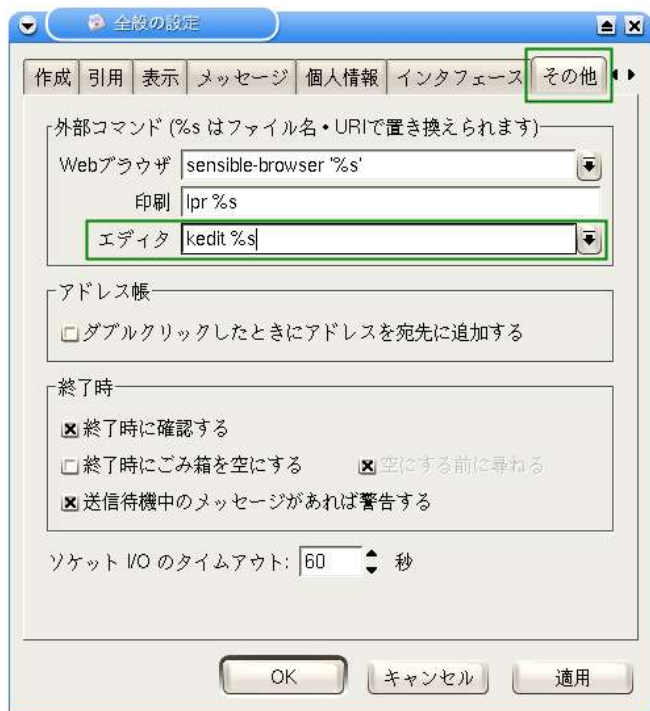 全般の設定
作成 引用 表示 メッセージ 個人情報 インタフェース その他
外部コマンド (%s はファイル名・URIで置き換えられます)
Webブラウザ sensible-browser '%s'
印刷 lpr %s
エディタ kedit %s
アドレス帳
ダブルクリックしたときにアドレスを宛先に追加する
終了時
終了時に確認する
終了時にごみ箱を空にする 空にする前に尋ねる
送信待機中のメッセージがあれば警告する
ソケット I/O のタイムアウト: 60 秒
OK キャンセル 適用